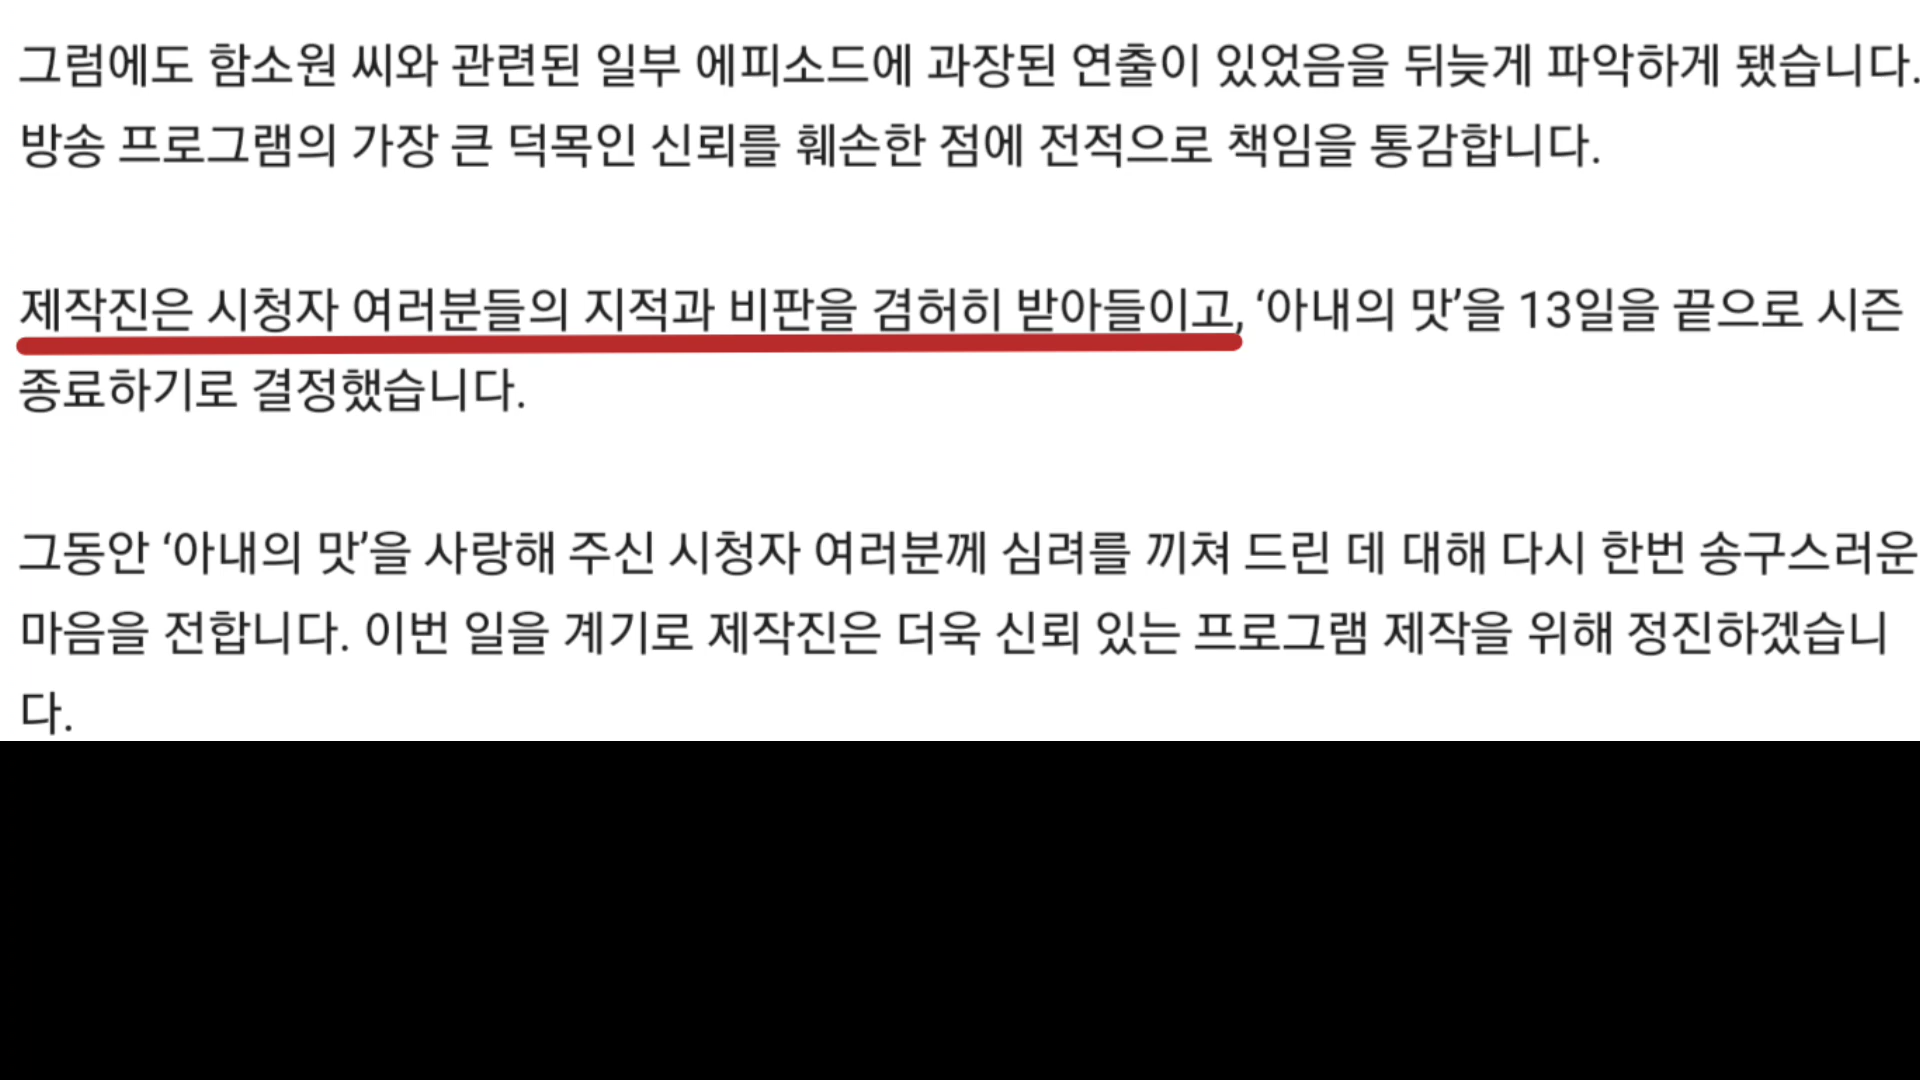 그럼에도 함소원 씨와 관련된 일부 에피소드에 과장된 연출이 있었음을 뒤늦게 파악하게 됐습니다.
방송 프로그램의 가장 큰 덕목인 신뢰를 훼손한 점에 전적으로 책임을 통감합니다.
제작진은 시청자 여러분들의 지적과 비판을 겸허히 받아들이고, ‘아내의 맛’을 13일을 끝으로 시즌
종료하기로 결정했습니다.
그동안 ‘아내의 맛’을 사랑해 주신 시청자 여러분께 심려를 끼쳐 드린 데 대해 다시 한번 송구스러운
마음을 전합니다. 이번 일을 계기로 제작진은 더욱 신뢰 있는 프로그램 제작을 위해 정진하겠습니
다.